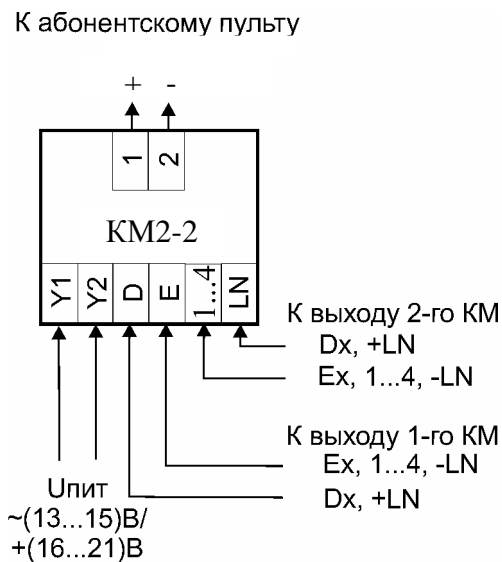 К абонентскому пульту
+ -
1 2
КМ2-2
Y1 Y2 D E 1...4 LN
К выходу 2-го КМ
Dx, +LN
Ex, 1...4, -LN
К выходу 1-го КМ
Ex, 1...4, -LN
Dx, +LN
Uпит
~(13...15)В/
+(16...21)В